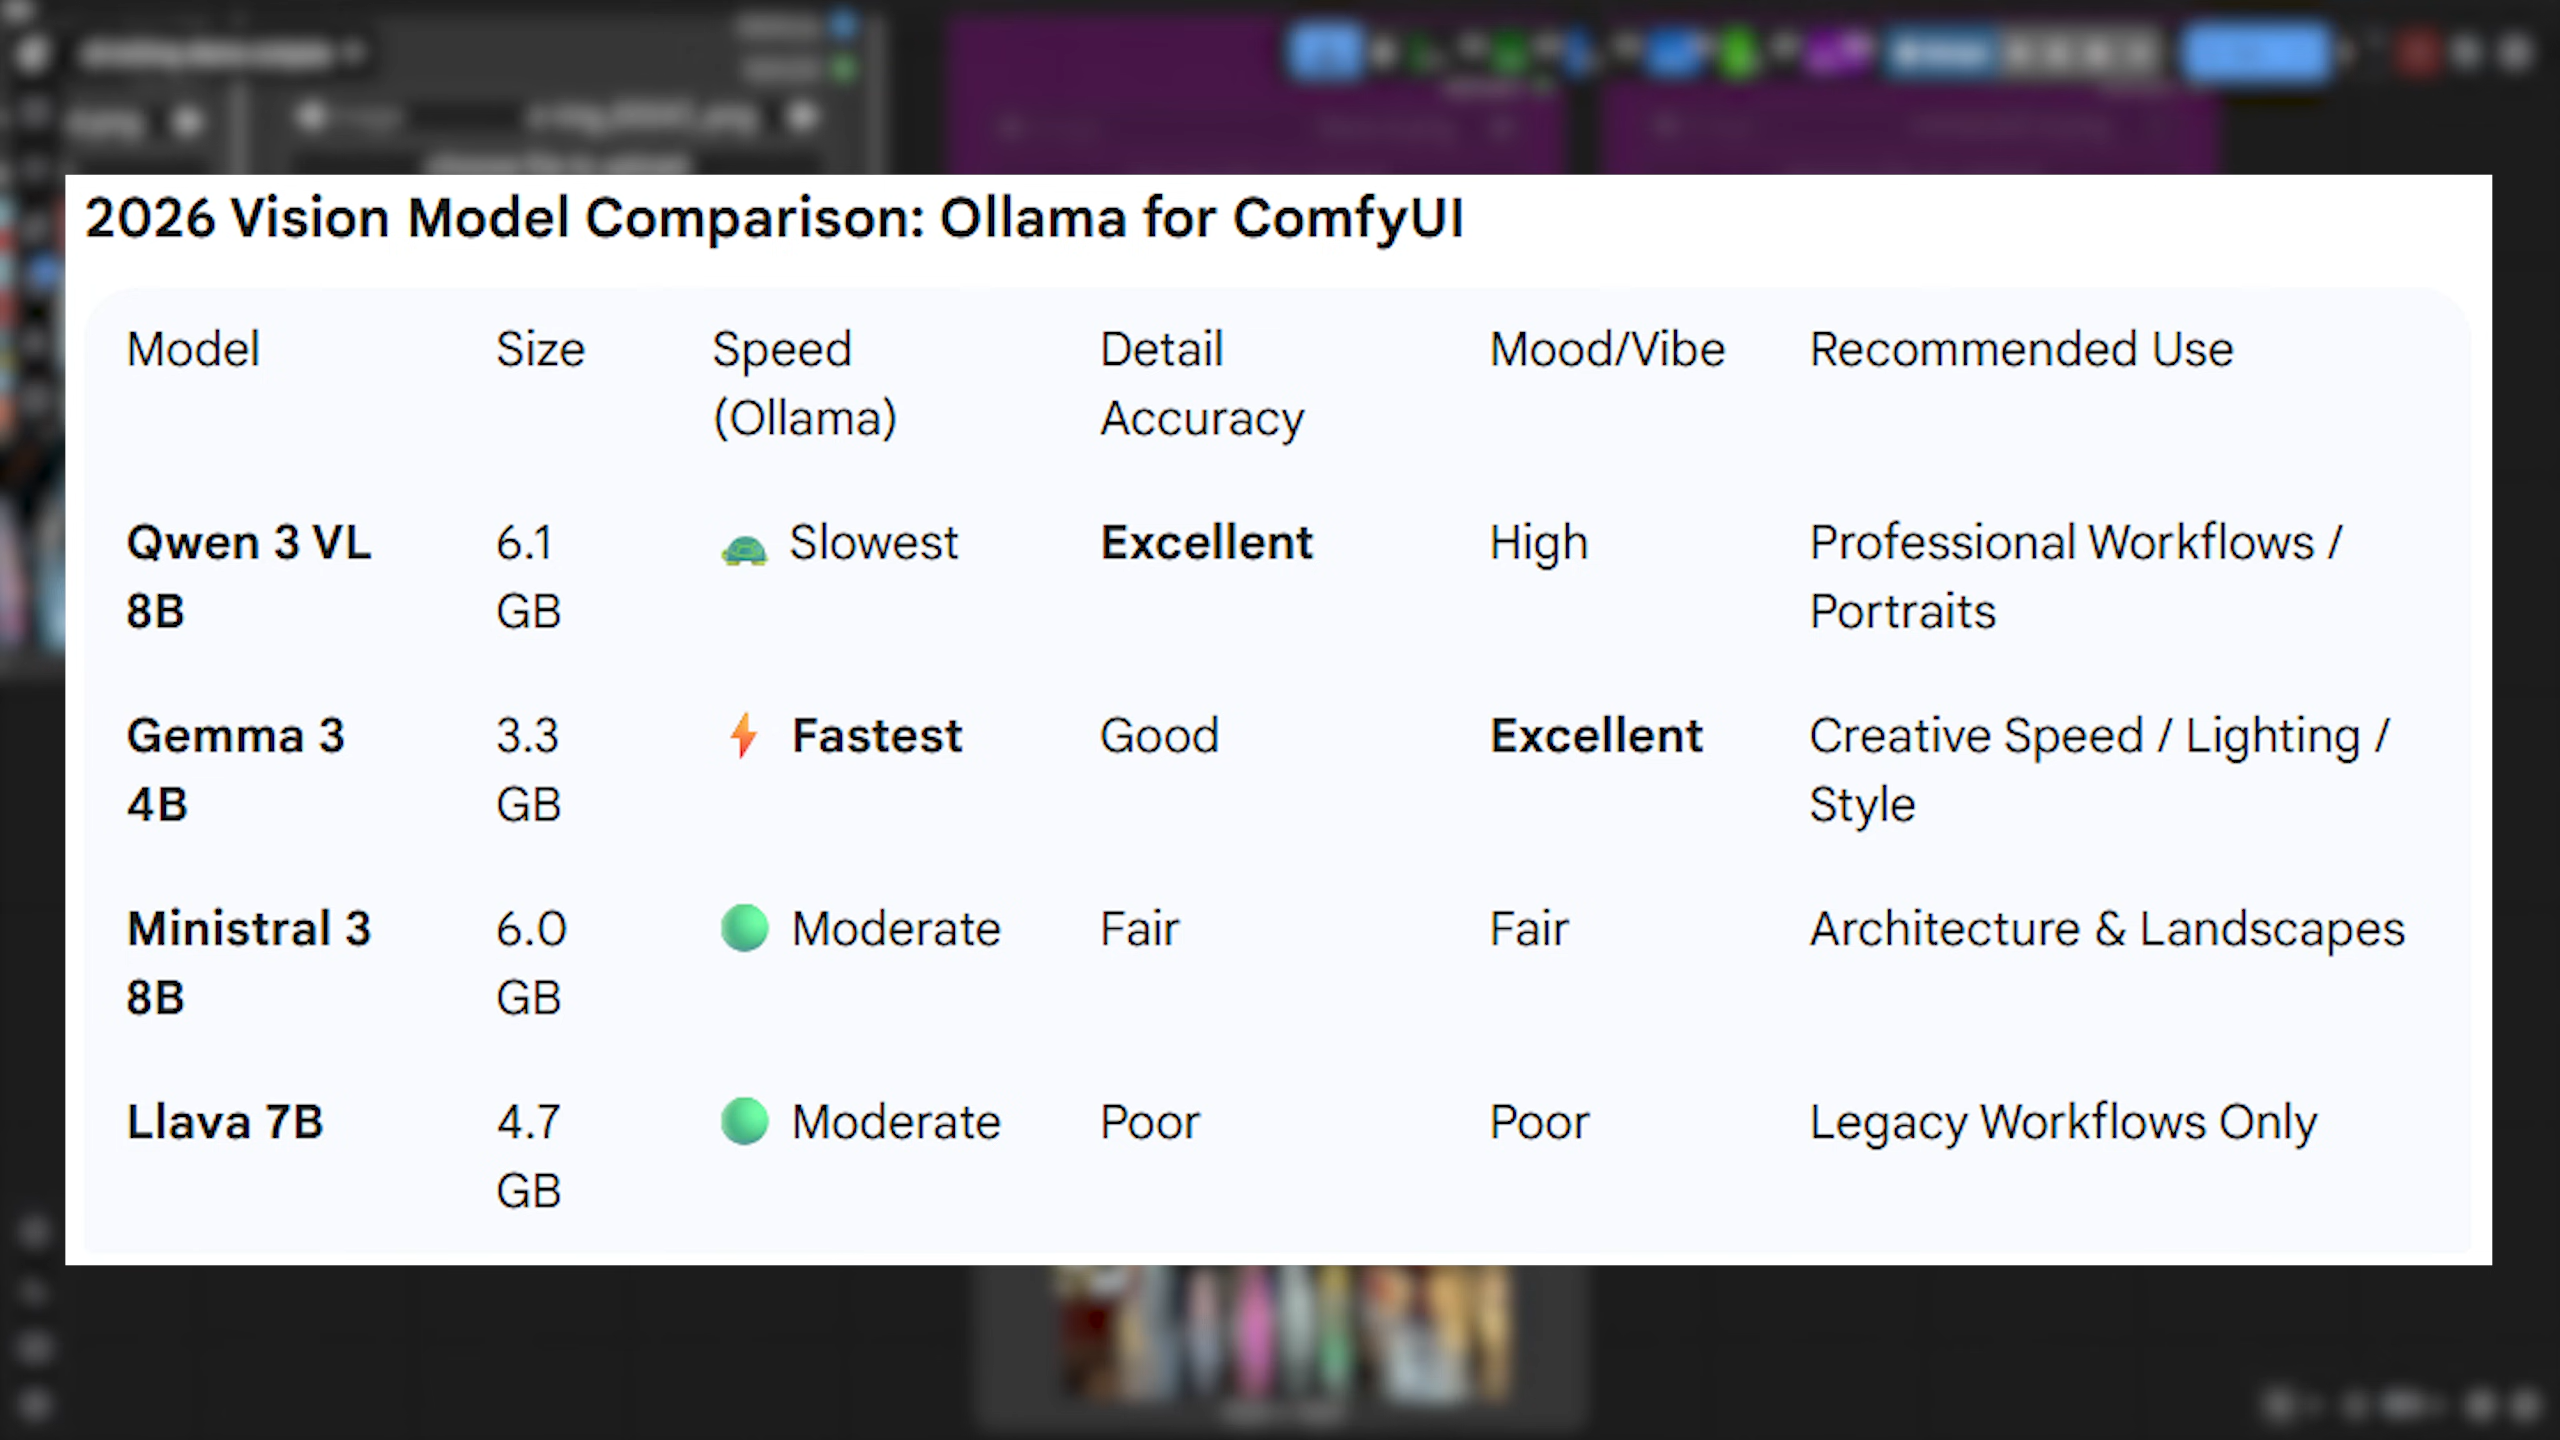 2026 Vision Model Comparison: Ollama for ComfyUI
Model Size Speed (Ollama) Detail Accuracy Mood/Vibe Recommended Use
Qwen 3 VL 8B 6.1 GB Slowest Excellent High Professional Workflows / Portraits
Gemma 3 4B 3.3 GB Fastest Good Excellent Creative Speed / Lighting / Style
Ministral 3 8B 6.0 GB Moderate Fair Fair Architecture & Landscapes
Llava 7B 4.7 GB Moderate Poor Poor Legacy Workflows Only